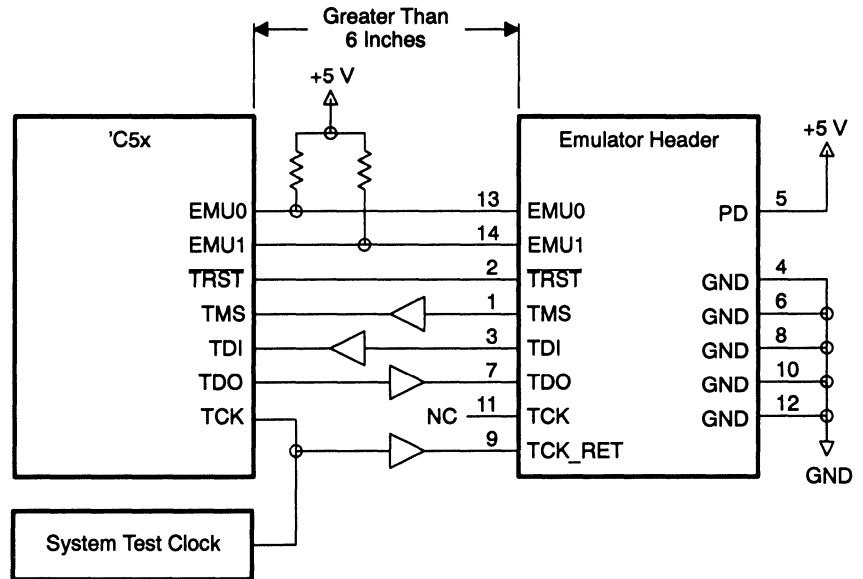 Greater Than
6 Inches
+5 V
'C5x
Emulator Header
+5 V
EMU0 13 EMU0 PD 5
EMU1 14 EMU1
TRST 2 TRST GND 4
TMS 1 TMS GND 6
TDI 3 TDI GND 8
TDO 7 TDO GND 10
TCK NC 11 TCK GND 12
9 TCK_RET
GND
System Test Clock